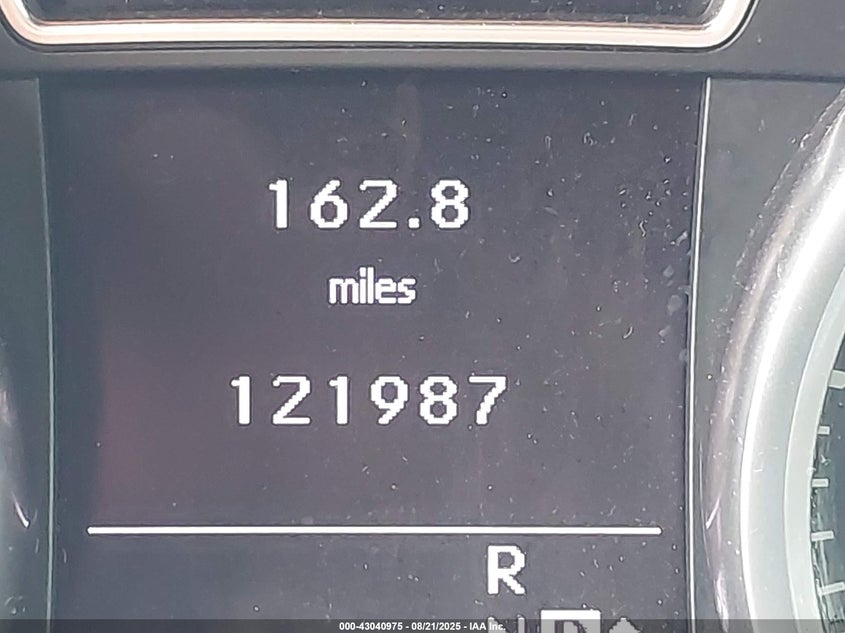 162.8
miles
121987
R
000-43040975 - 08/21/2025 - IAA Inc.